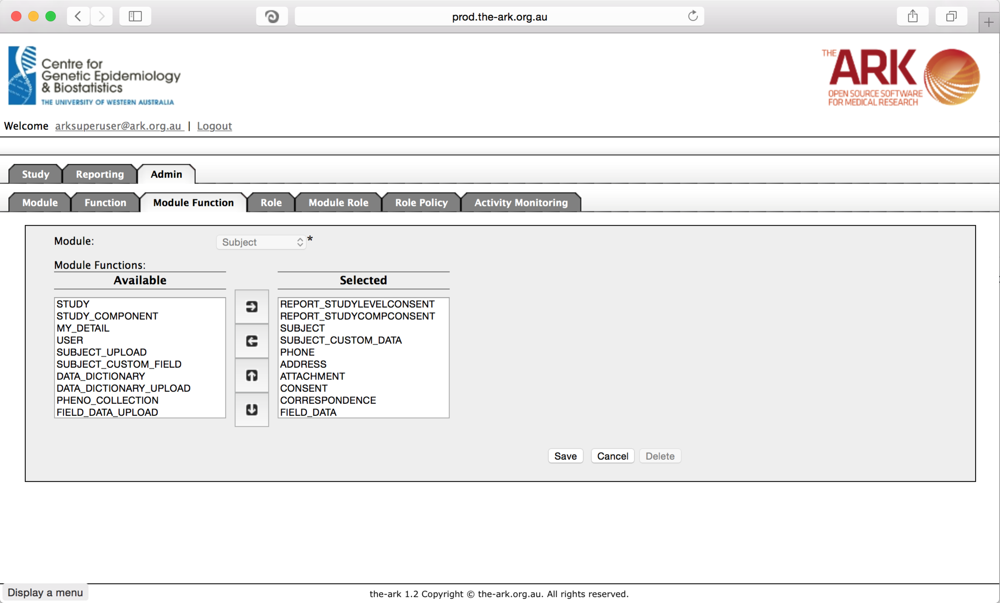 prod.the-ark.org.au
Centre for
Genetic Epidemiology
& Biostatistics
THE UNIVERSITY OF WESTERN AUSTRALIA
THE ARK
OPEN SOURCE SOFTWARE
FOR MEDICAL RESEARCH
Welcome arksuperuser@ark.org.au | Logout
Study Reporting Admin
Module Function Module Function Role Module Role Role Policy Activity Monitoring
Module: Subject *
Module Functions:
Available
STUDY
STUDY_COMPONENT
MY_DETAIL
USER
SUBJECT_UPLOAD
SUBJECT_CUSTOM_FIELD
DATA_DICTIONARY
DATA_DICTIONARY_UPLOAD
PHENO_COLLECTION
FIELD_DATA_UPLOAD
Selected
REPORT_STUDYLEVELCONSENT
REPORT_STUDYCOMPCONSENT
SUBJECT
SUBJECT_CUSTOM_DATA
PHONE
ADDRESS
ATTACHMENT
CONSENT
CORRESPONDENCE
FIELD_DATA
Save Cancel Delete
Display a menu
the-ark 1.2 Copyright © the-ark.org.au. All rights reserved.